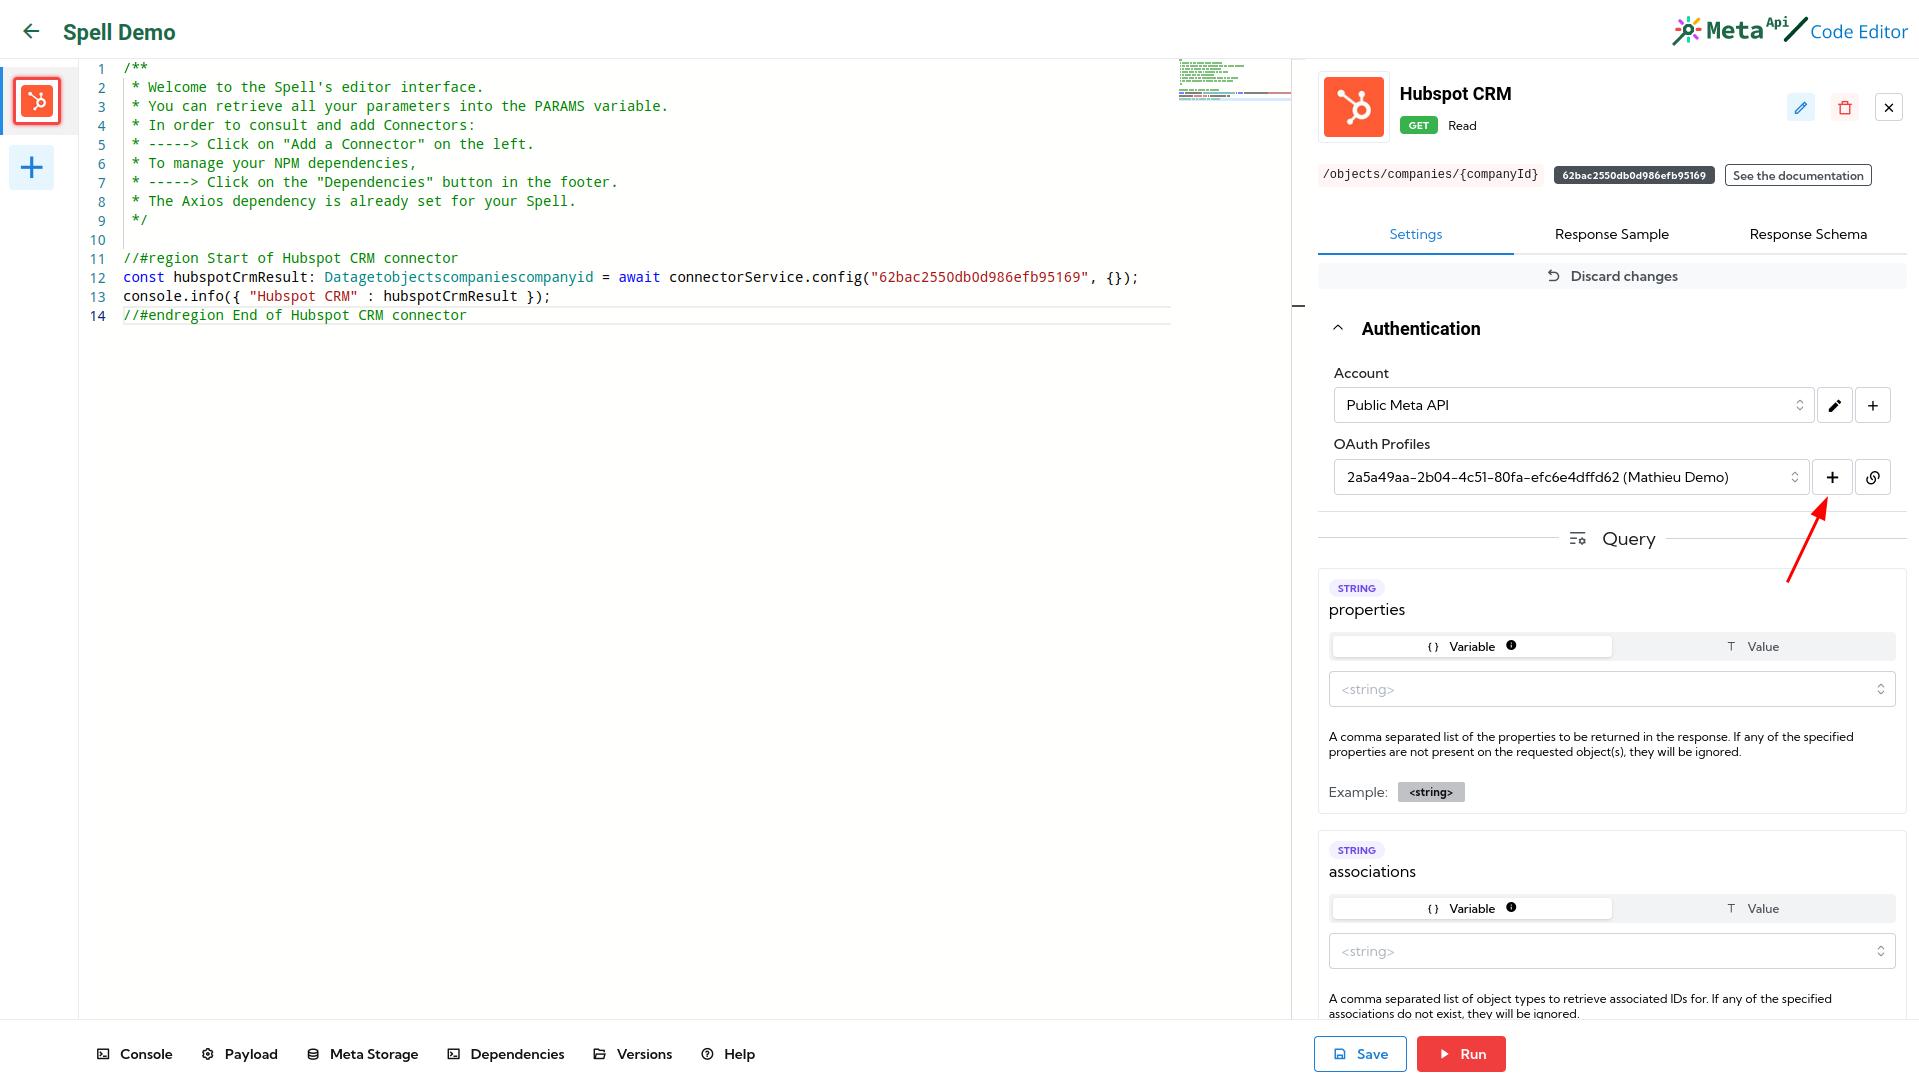 Spell Demo
Meta Api Code Editor
1 /**
2 * Welcome to the Spell's editor interface.
3 * You can retrieve all your parameters into the PARAMS variable.
4 * In order to consult and add Connectors:
5 * -----> Click on "Add a Connector" on the left.
6 * To manage your NPM dependencies,
7 * -----> Click on the "Dependencies" button in the footer.
8 * The Axios dependency is already set for your Spell.
9 */
10
11 //#region Start of Hubspot CRM connector
12 const hubspotCrmResult: Datagetobjectscompaniescompanyid = await connectorService.config("62bac2550db0d986efb95169", {});
13 console.info({ "Hubspot CRM" : hubspotCrmResult });
14 //#endregion End of Hubspot CRM connector
Hubspot CRM
GET Read
/objects/companies/{companyId} 62bac2550db0d986efb95169 See the documentation
Settings Response Sample Response Schema
Discard changes
Authentication
Account
Public Meta API
OAuth Profiles
2a5a49aa-2b04-4c51-80fa-efc6e4dffd62 (Mathieu Demo)
Query
STRING
properties
{ } Variable T Value
<string>
A comma separated list of the properties to be returned in the response. If any of the specified
properties are not present on the requested object(s), they will be ignored.
Example: <string>
STRING
associations
{ } Variable T Value
<string>
A comma separated list of object types to retrieve associated IDs for. If any of the specified
associations do not exist, they will be ignored.
Console Payload Meta Storage Dependencies Versions Help Save Run